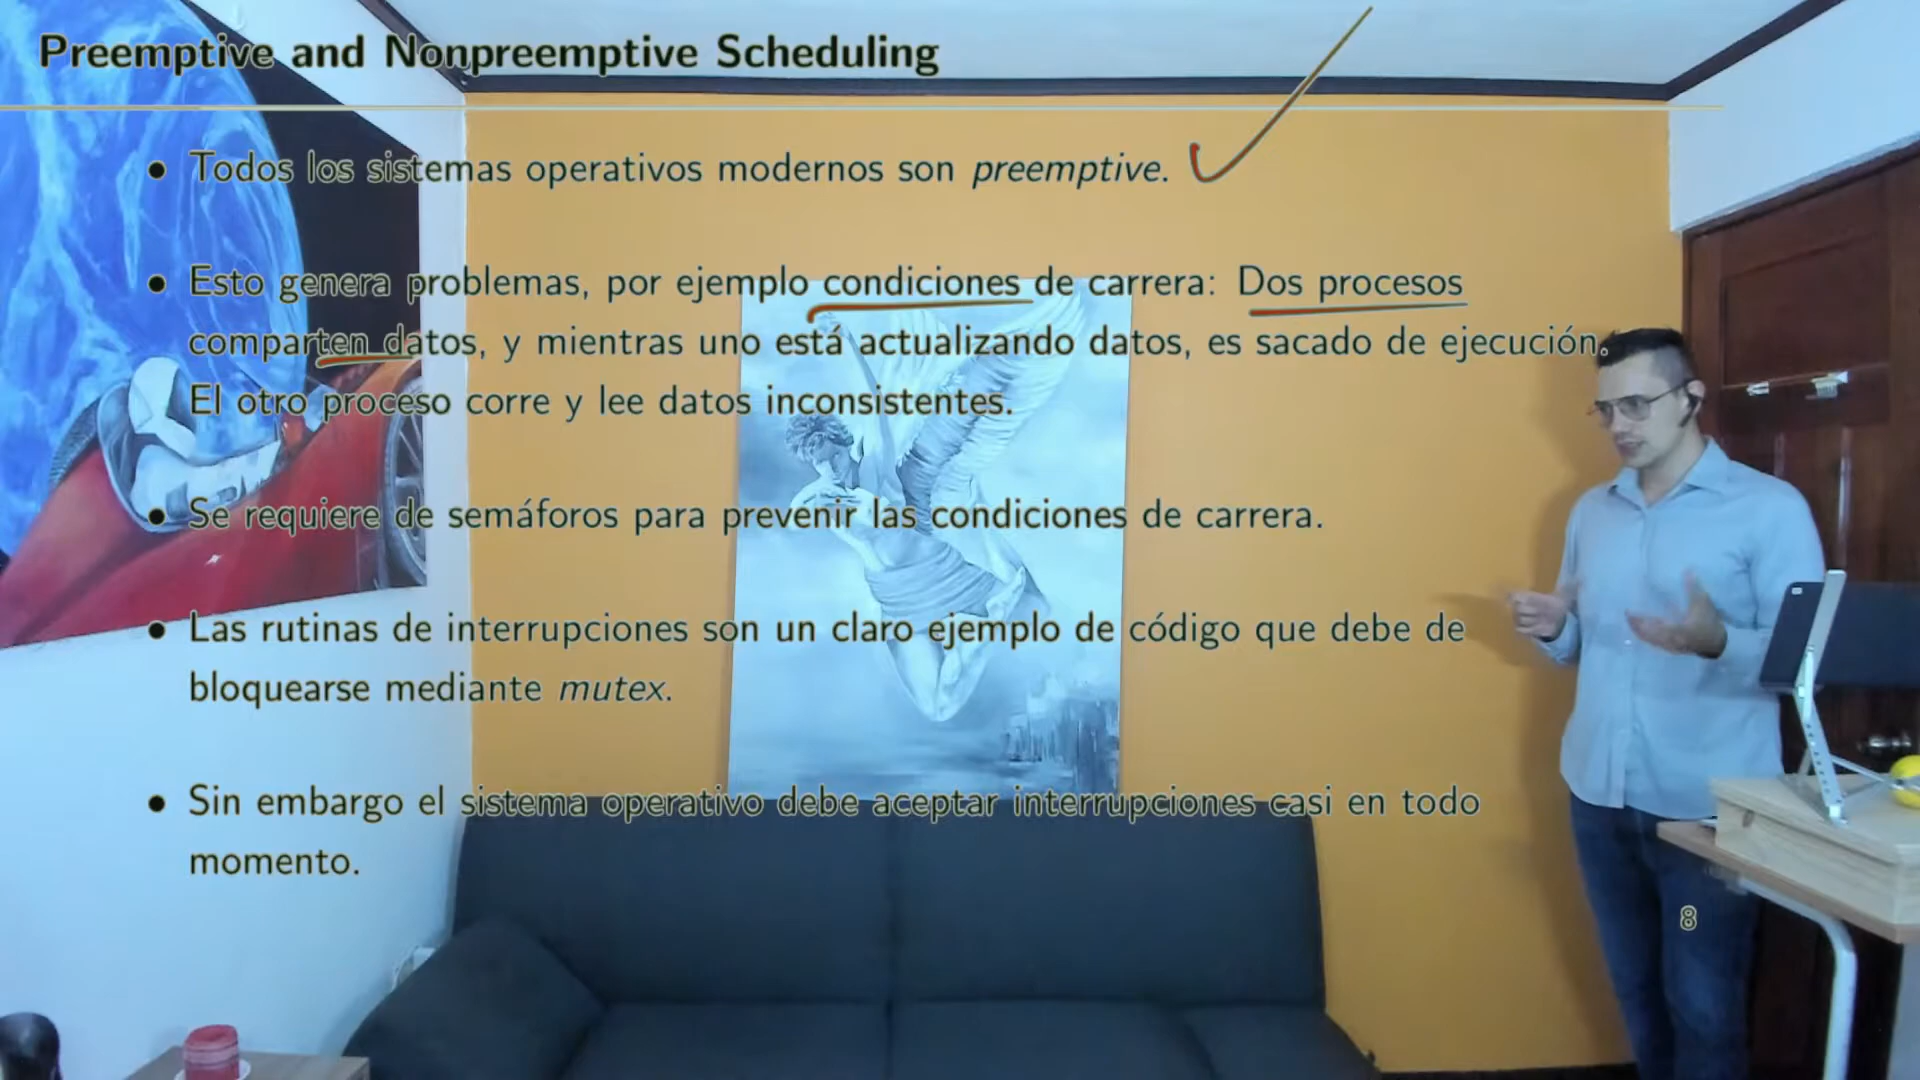 Preemptive and Nonpreemptive Scheduling
• Todos los sistemas operativos modernos son preemptive.
• Esto genera problemas, por ejemplo condiciones de carrera: Dos procesos
comparten datos, y mientras uno está actualizando datos, es sacado de ejecución.
El otro proceso corre y lee datos inconsistentes.
• Se requiere de semáforos para prevenir las condiciones de carrera.
• Las rutinas de interrupciones son un claro ejemplo de código que debe de
bloquearse mediante mutex.
• Sin embargo el sistema operativo debe aceptar interrupciones casi en todo
momento.
8